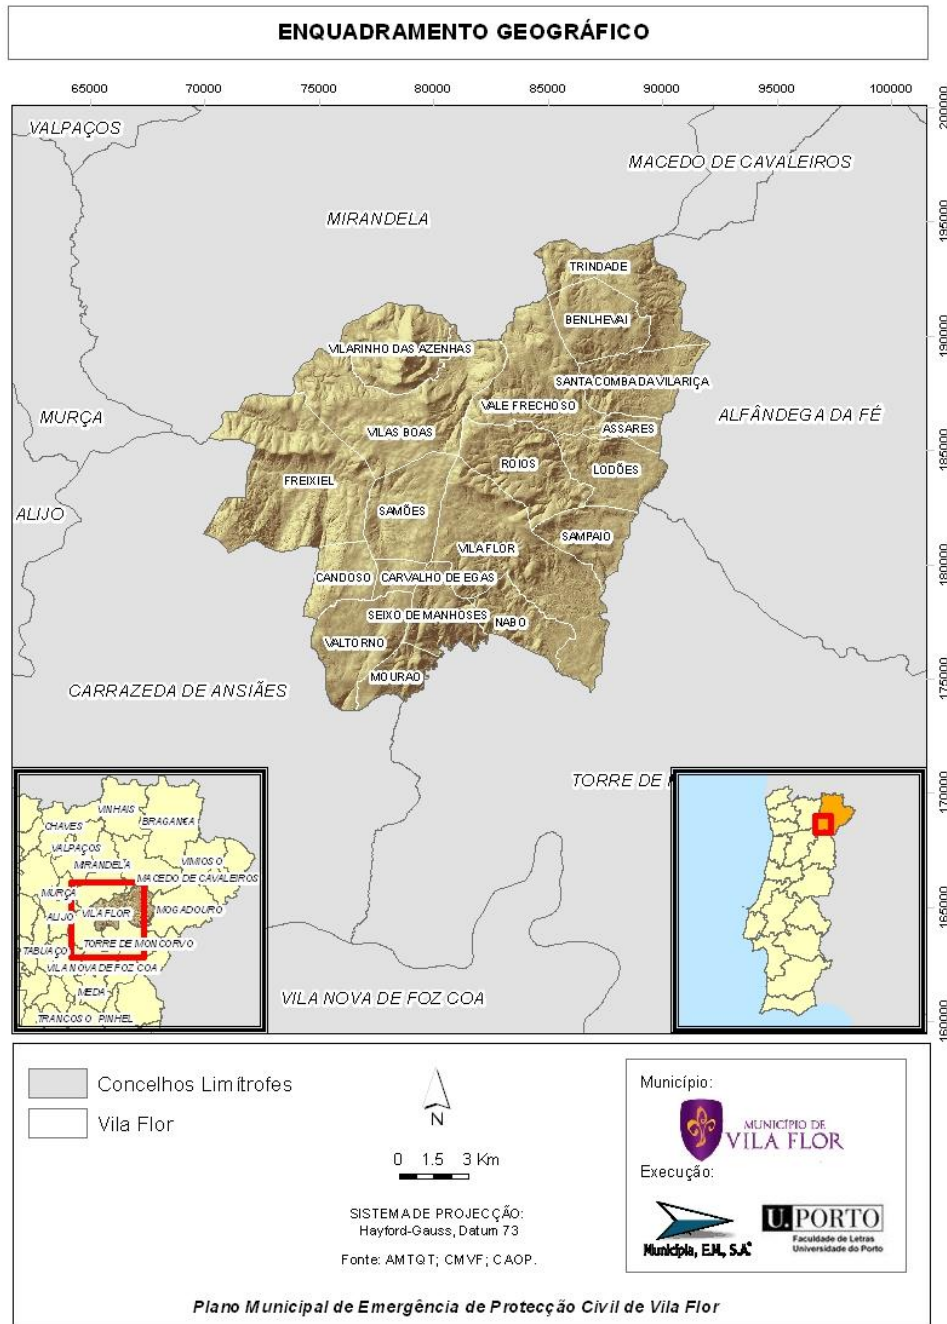 ENQUADRAMENTO GEOGRÁFICO
65000 70000 75000 80000 85000 90000 95000 100000
200000
VALPAÇOS
MACEDO DE CAVALEIROS
MIRANDELA
195000
TRINDADE
BENLHEVAI
190000
VILARINHO DAS AZENHAS
SANTA COMBA DA VILARIÇA
VALE FRECHOSO
MURÇA
ALFÂNDEGA DA FÉ
VILAS BOAS
ASSARES
185000
ROIOS
LODÕES
FREIXIEL
ALIJO
SAMÕES
SAMPAIO
VILA FLOR
180000
CANDOSO
CARVALHO DE EGAS
SEIXO DE MANHOSES
NABO
VALTORNO
MOURAO
175000
CARRAZEDA DE ANSIÃES
TORRE DE
170000
VINHAIS
BRAGANÇA
CHAVES
VALPAÇOS
MIRANDELA
VIMIOSO
MACEDO DE CAVALEIROS
MURÇA
MOGADOURO
ALIJO
VILA FLOR
TORRE DE MONCORVO
TABUAÇO
VILA NOVA DE FOZ COA
MEDA
TRANCOSO PINHEL
165000
VILA NOVA DE FOZ COA
160000
Concelhos Limítrofes
Vila Flor
N
0 1.5 3 Km
SISTEMA DE PROJECÇÃO:
Hayford-Gauss, Datum 73
Fonte: AMTQT; CMVF; CAOP.
Município:
MUNICÍPIO DE
VILA FLOR
Execução:
Municípia, E.M., S.A.
U.PORTO
Faculdade de Letras
Universidade do Porto
Plano Municipal de Emergência de Protecção Civil de Vila Flor